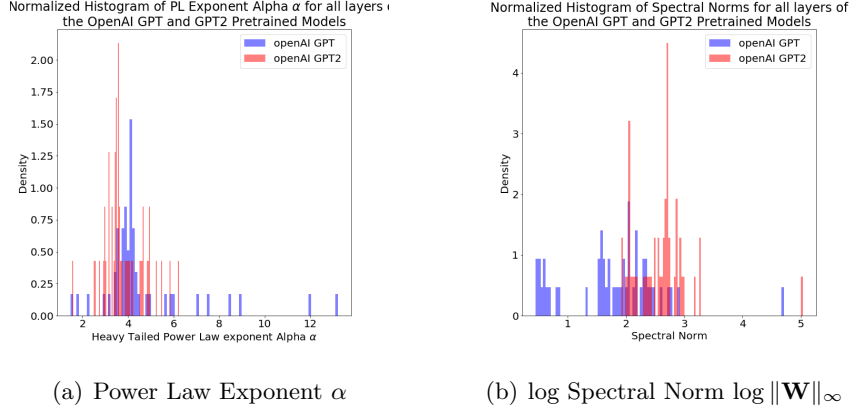 Normalized Histogram of PL Exponent Alpha α for all layers
the OpenAI GPT and GPT2 Pretrained Models
openAI GPT
openAI GPT2
Density
2.00
1.75
1.50
1.25
1.00
0.75
0.50
0.25
0.00
2 4 6 8 10 12
Heavy Tailed Power Law exponent Alpha α
(a) Power Law Exponent α
Normalized Histogram of Spectral Norms for all layers of
the OpenAI GPT and GPT2 Pretrained Models
openAI GPT
openAI GPT2
Density
4
3
2
1
0
1 2 3 4 5
Spectral Norm
(b) log Spectral Norm log ‖W‖∞